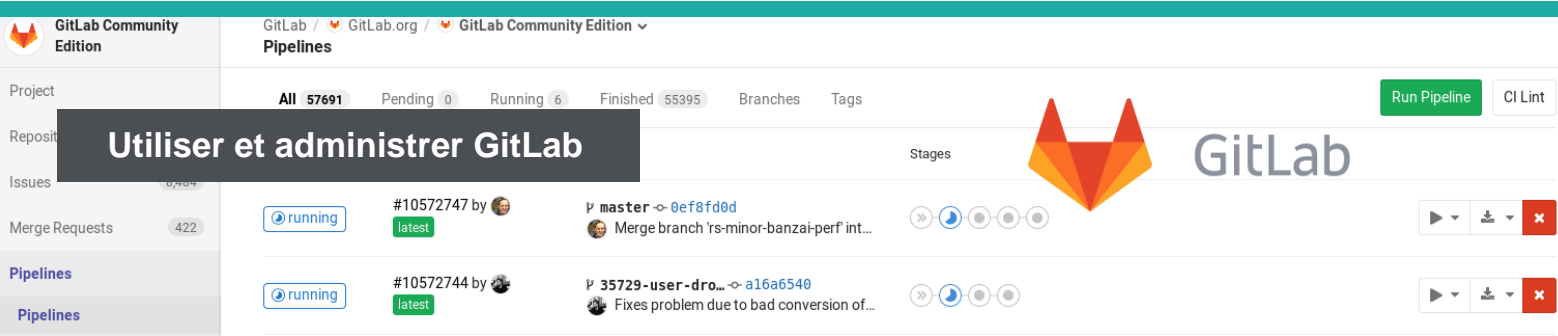 GitLab Community
Edition
GitLab / GitLab.org / GitLab Community Edition
Pipelines
Project
All 57691 Pending 0 Running 6 Finished 55395 Branches Tags
Run Pipeline CI Lint
Reposit
Utiliser et administrer GitLab
Stages
GitLab
Issues 8,484
Merge Requests 422
running #10572747 by
latest
master 0ef8fd0d
Merge branch 'rs-minor-banzai-perf' int...
Pipelines
Pipelines
running #10572744 by
latest
35729-user-dro... a16a6540
Fixes problem due to bad conversion of...